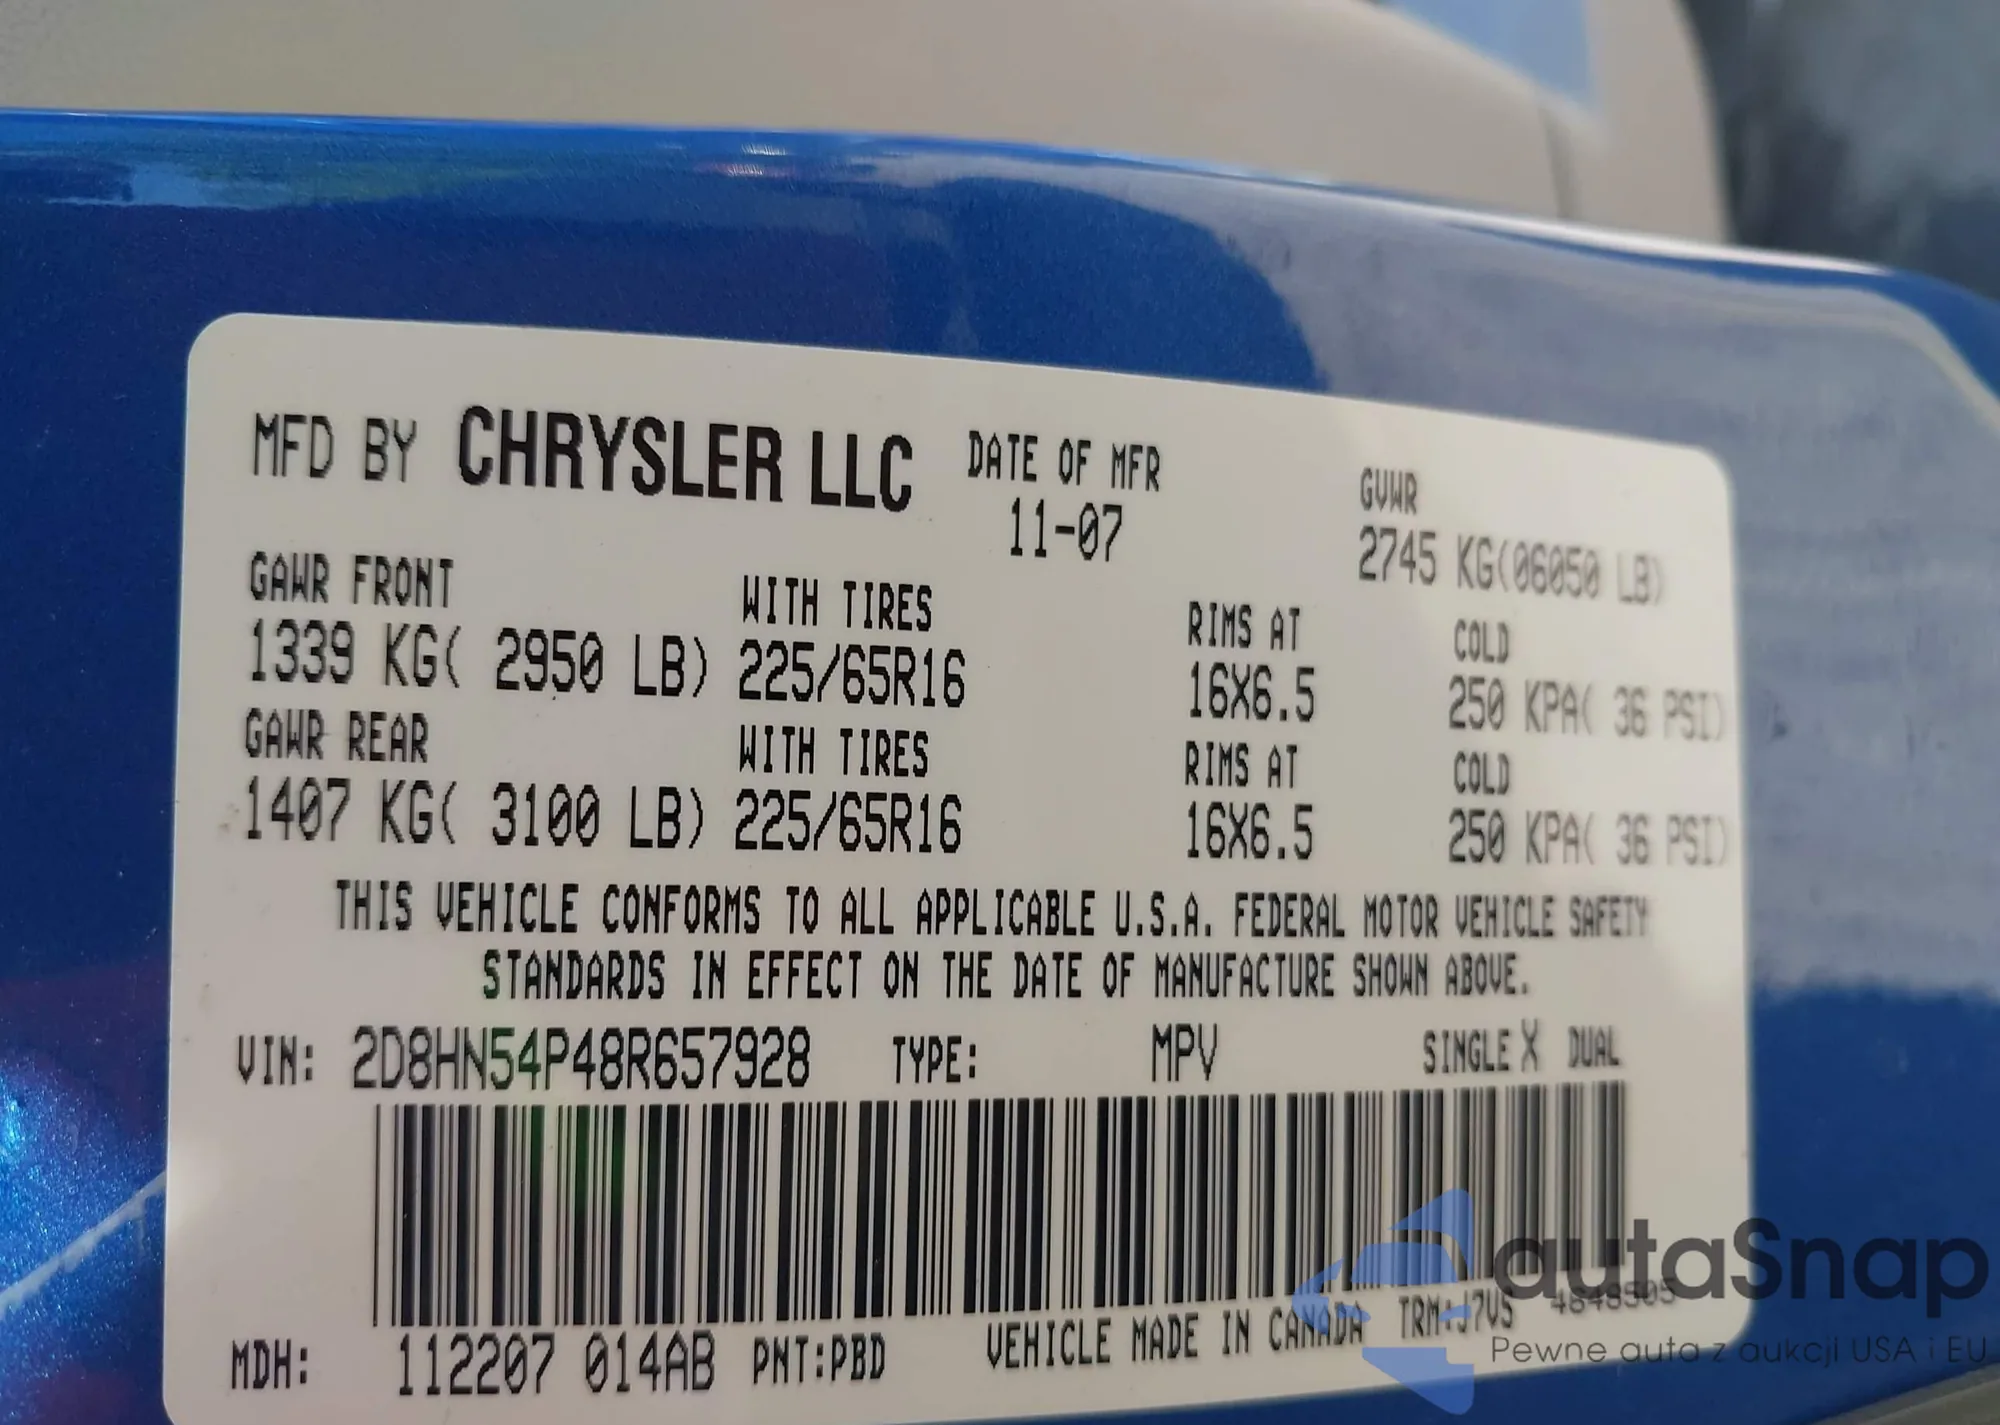 MFD BY CHRYSLER LLC DATE OF MFR GVWR
11-07 2745 KG(06050 LB)
GAWR FRONT WITH TIRES RIMS AT COLD
1339 KG( 2950 LB) 225/65R16 16X6.5 250 KPA( 36 PSI)
GAWR REAR WITH TIRES RIMS AT COLD
1407 KG( 3100 LB) 225/65R16 16X6.5 250 KPA( 36 PSI)
THIS VEHICLE CONFORMS TO ALL APPLICABLE U.S.A. FEDERAL MOTOR VEHICLE SAFETY
STANDARDS IN EFFECT ON THE DATE OF MANUFACTURE SHOWN ABOVE.
VIN: 2D8HN54P48R657928 TYPE: MPV SINGLE X DUAL
MDH: 112207 014AB PNT:PBD VEHICLE MADE IN CANADA TRM:J7VS 4848505
autaSnap
Pewne auta z aukcji USA i EU